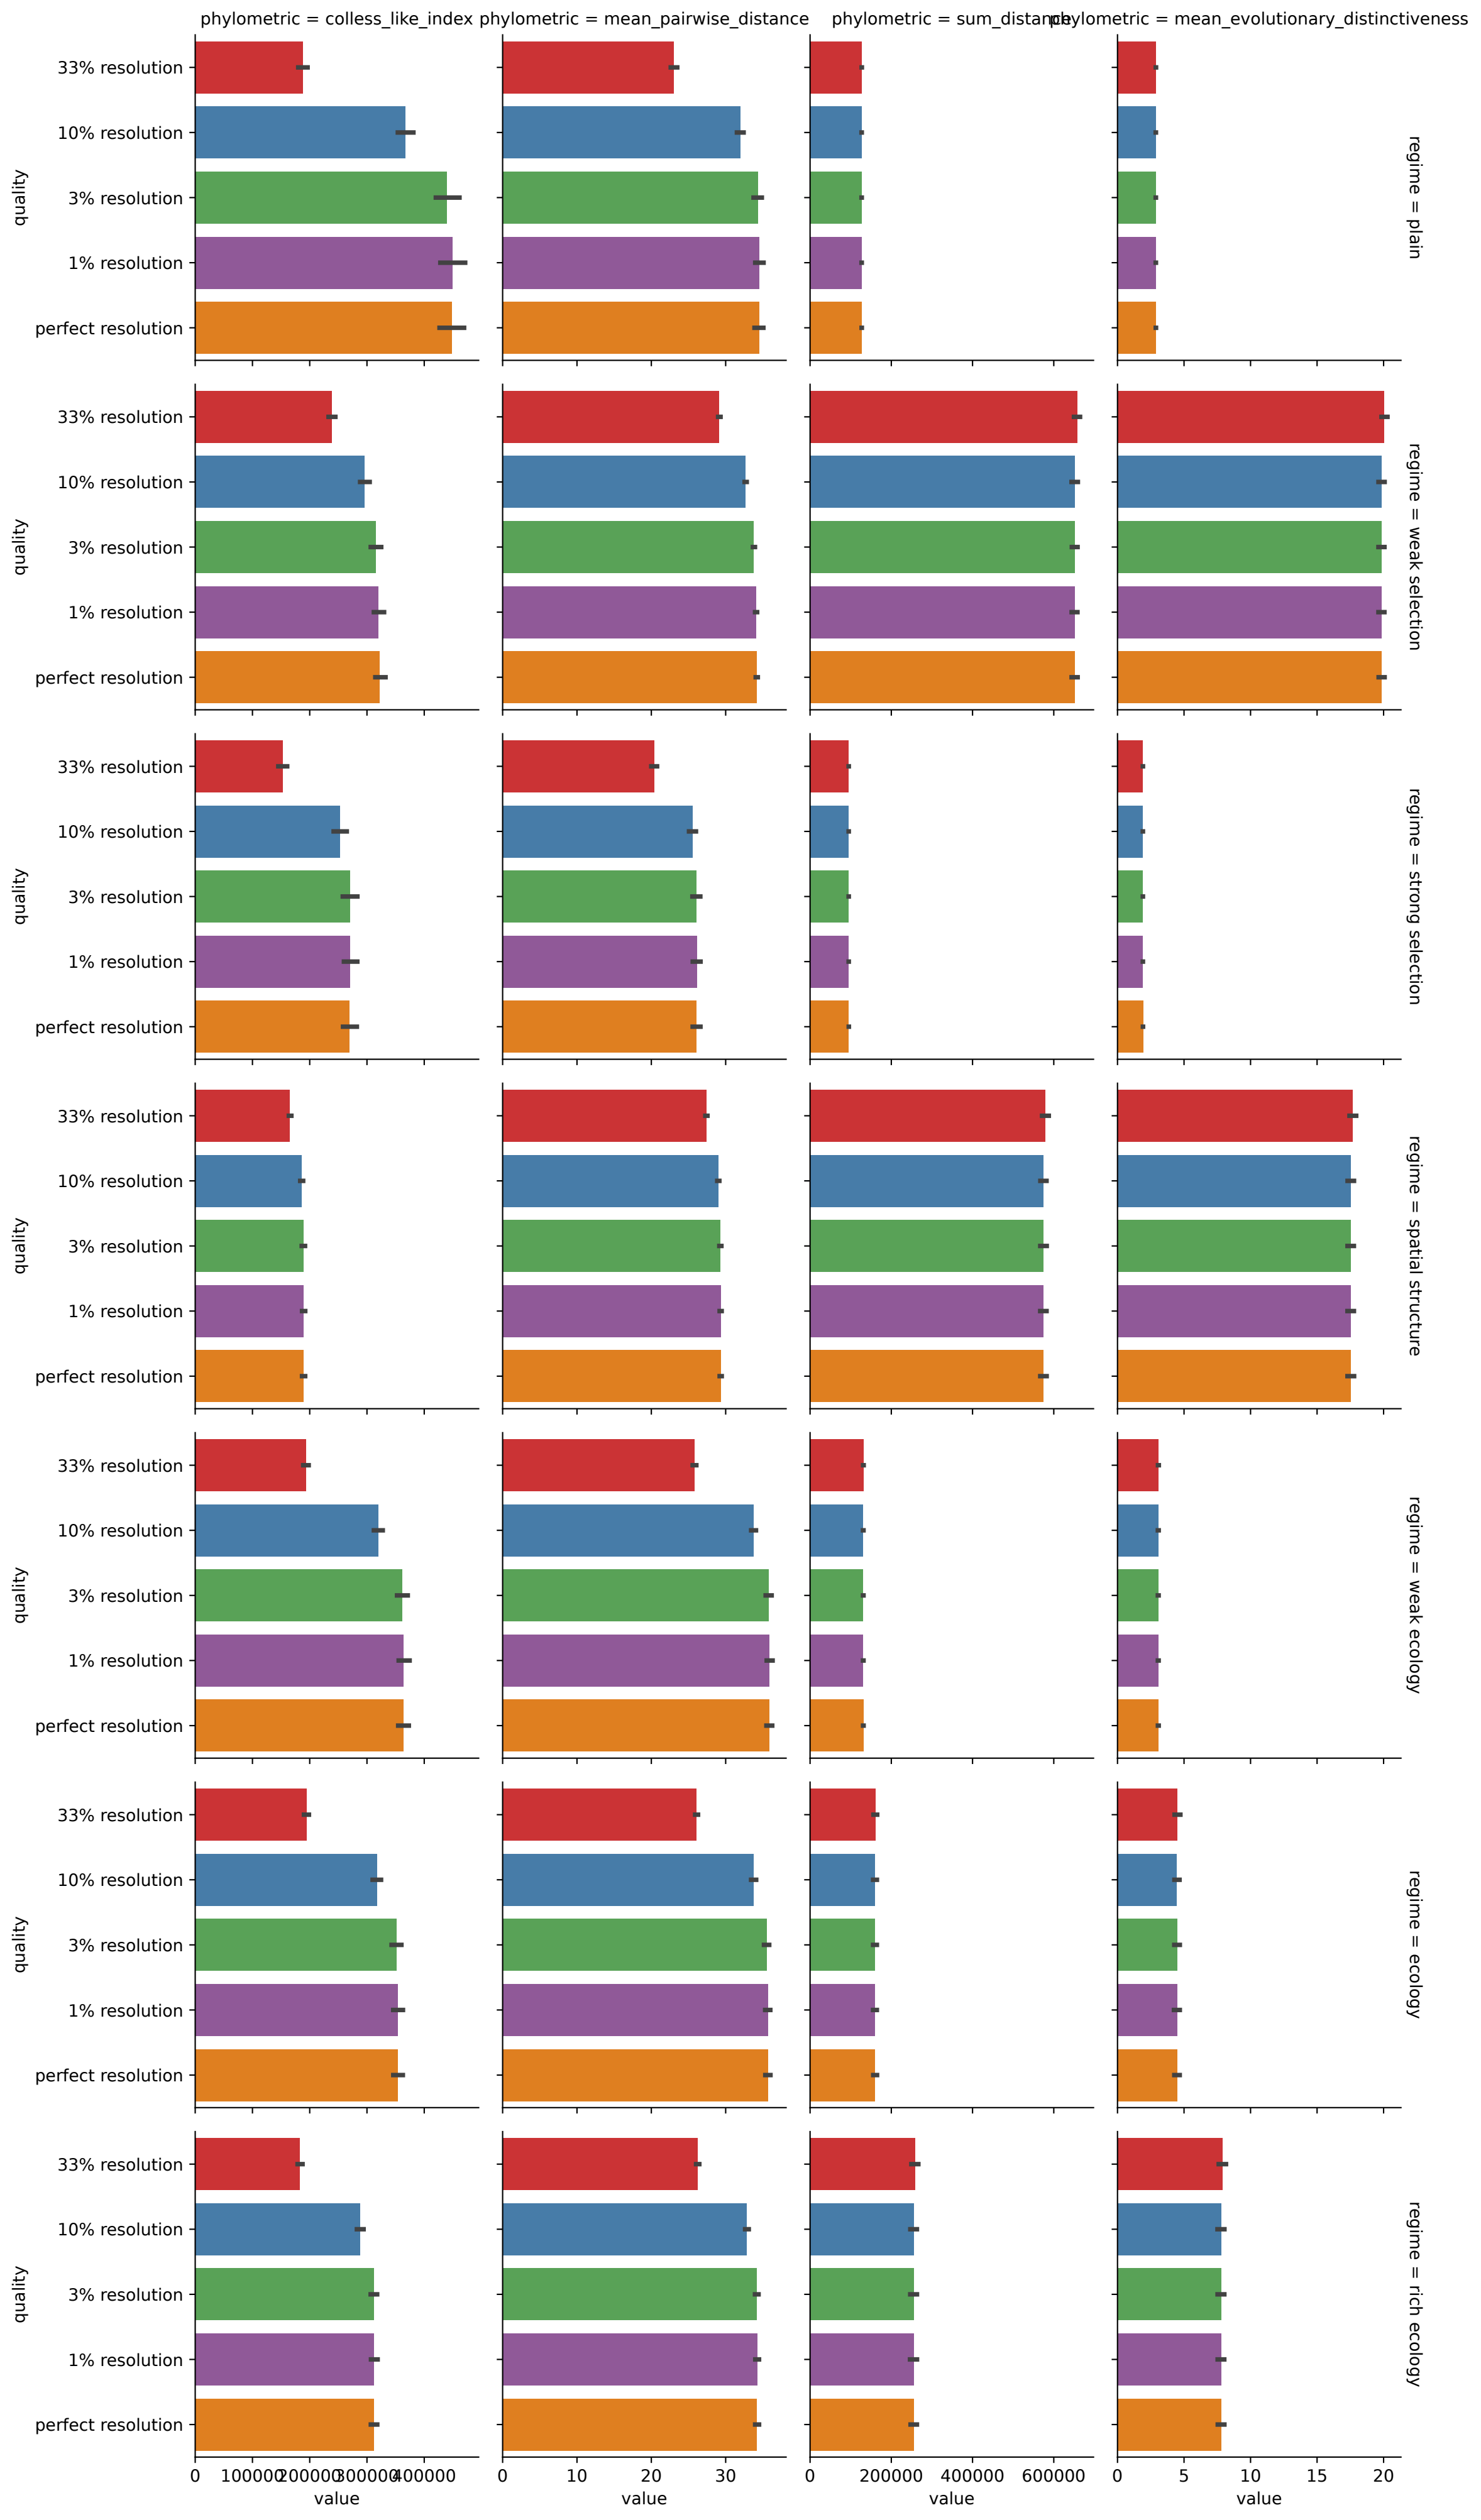 phylometric = colless_like_index
phylometric = mean_pairwise_distance
phylometric = sum_distance
phylometric = mean_evolutionary_distinctiveness
quality
33% resolution
10% resolution
3% resolution
1% resolution
perfect resolution
regime = plain
quality
33% resolution
10% resolution
3% resolution
1% resolution
perfect resolution
regime = weak selection
quality
33% resolution
10% resolution
3% resolution
1% resolution
perfect resolution
regime = strong selection
quality
33% resolution
10% resolution
3% resolution
1% resolution
perfect resolution
regime = spatial structure
quality
33% resolution
10% resolution
3% resolution
1% resolution
perfect resolution
regime = weak ecology
quality
33% resolution
10% resolution
3% resolution
1% resolution
perfect resolution
regime = ecology
quality
33% resolution
10% resolution
3% resolution
1% resolution
perfect resolution
regime = rich ecology
0 100000 200000 300000 400000
0 10 20 30
0 200000 400000 600000
0 5 10 15 20
value
value
value
value